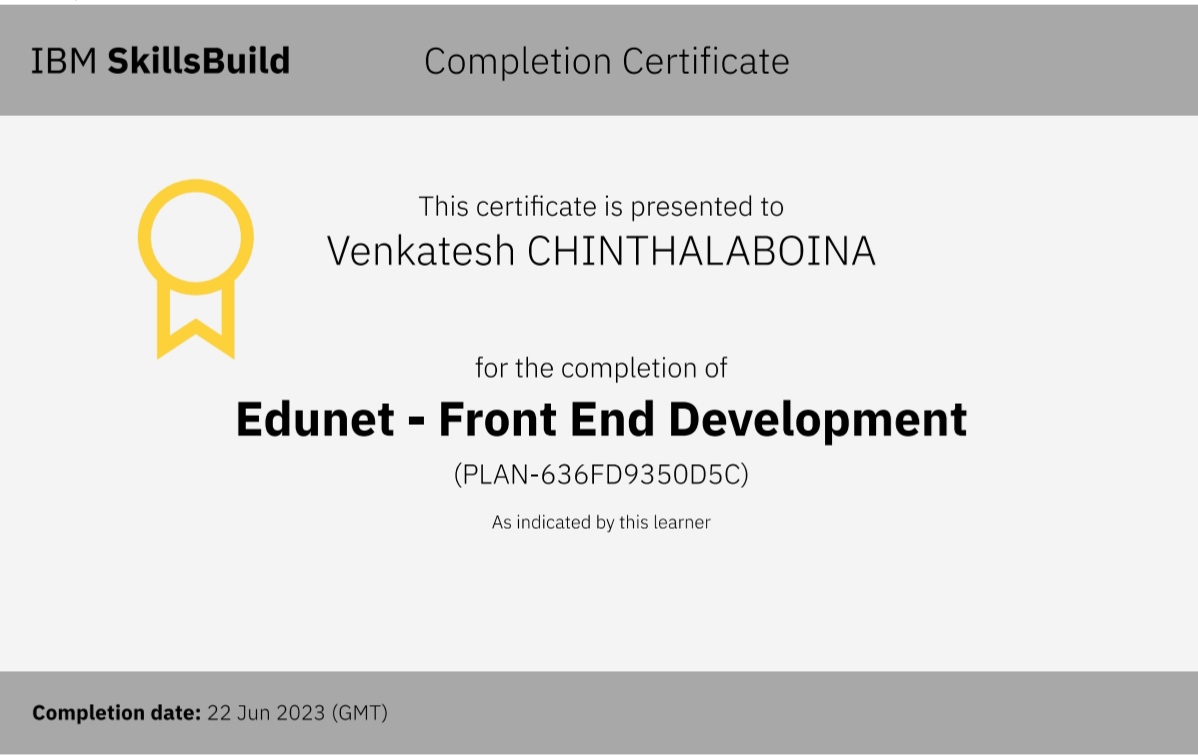 IBM SkillsBuild
Completion Certificate
This certificate is presented to
Venkatesh CHINTHALABOINA
for the completion of
Edunet - Front End Development
(PLAN-636FD9350D5C)
As indicated by this learner
Completion date: 22 Jun 2023 (GMT)